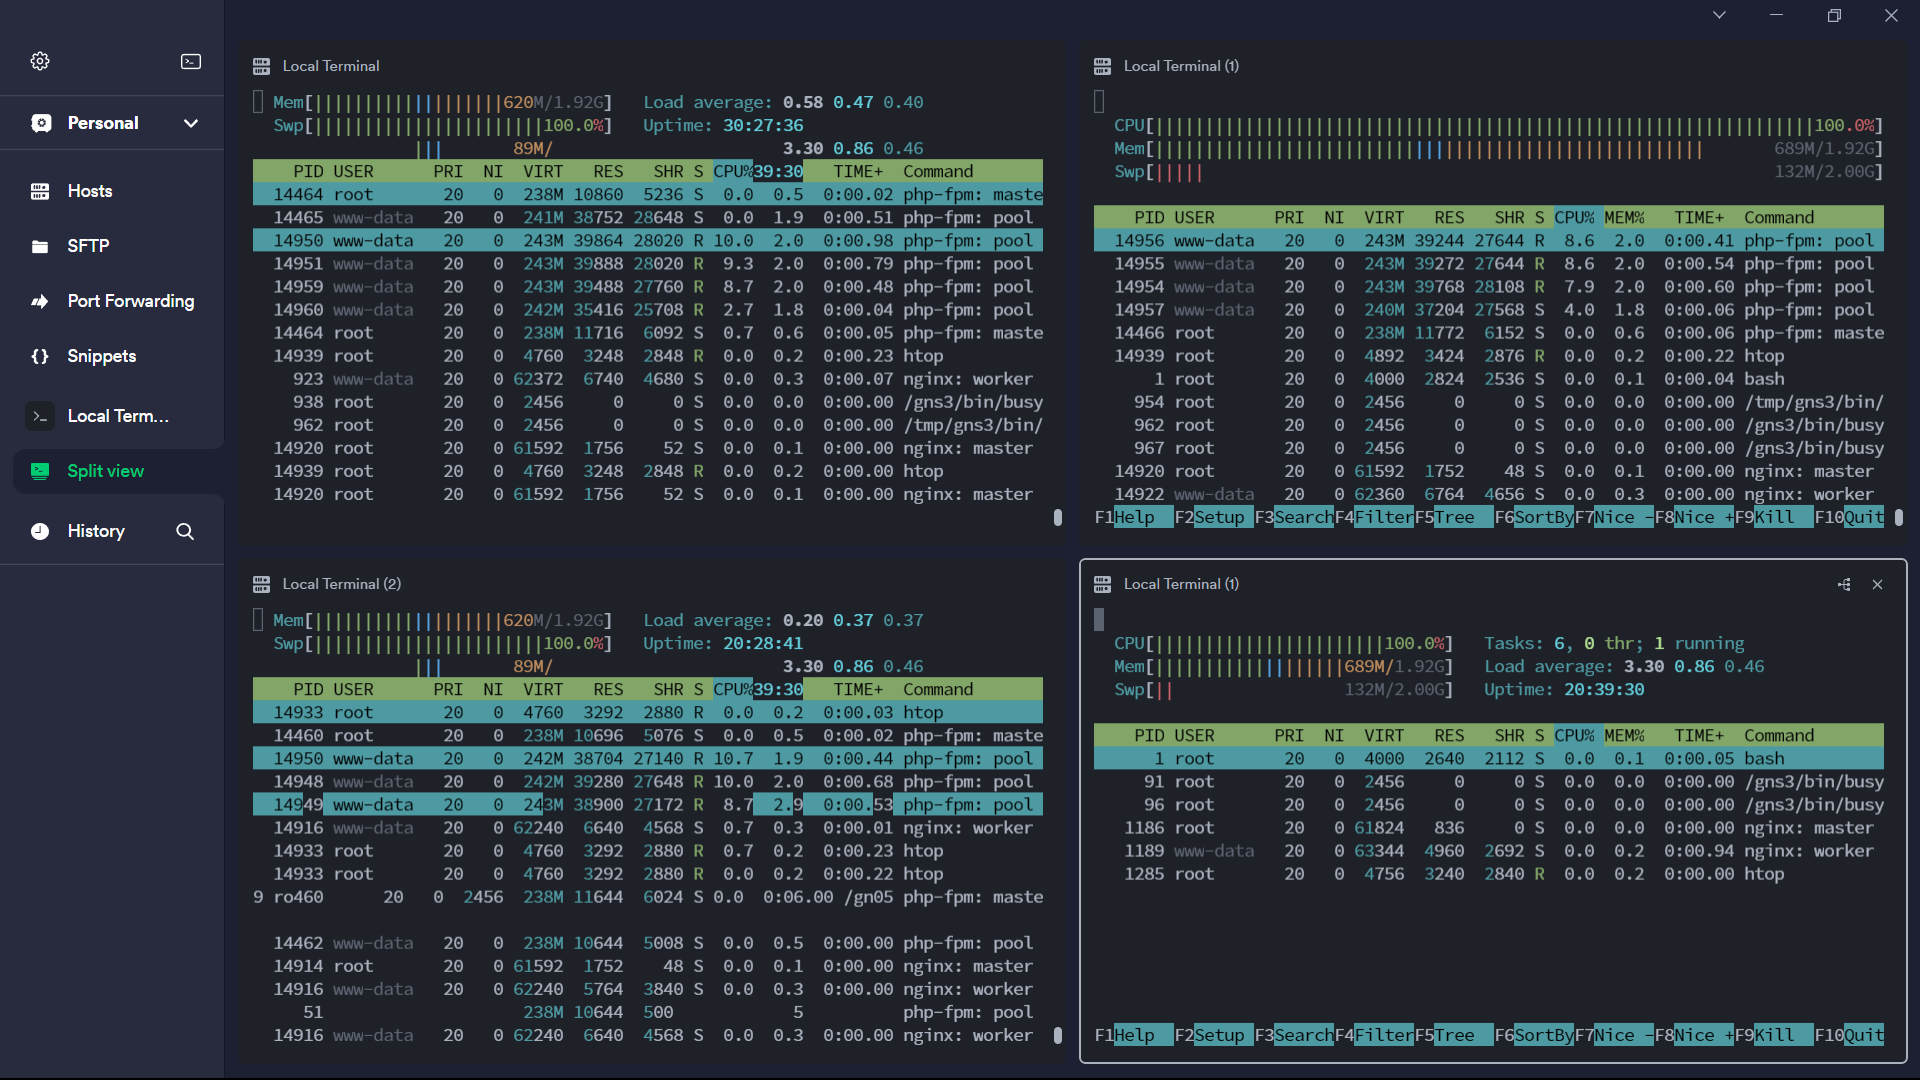 Personal
Hosts
SFTP
Port Forwarding
Snippets
Local Term...
Split view
History
Local Terminal
Mem[||||||||||||||||||||620M/1.92G] Load average: 0.58 0.47 0.40
Swp[|||||||||||||||||||||||100.0%] Uptime: 30:27:36
||| 89M/ 3.30 0.86 0.46
PID USER PRI NI VIRT RES SHR S CPU%39:30 TIME+ Command
14464 root 20 0 238M 10860 5236 S 0.0 0.5 0:00.02 php-fpm: maste
14465 www-data 20 0 241M 38752 28648 S 0.0 1.9 0:00.51 php-fpm: pool
14950 www-data 20 0 243M 39864 28020 R 10.0 2.0 0:00.98 php-fpm: pool
14951 www-data 20 0 243M 39888 28020 R 9.3 2.0 0:00.79 php-fpm: pool
14959 www-data 20 0 243M 39488 27760 R 8.7 2.0 0:00.48 php-fpm: pool
14960 www-data 20 0 242M 35416 25708 R 2.7 1.8 0:00.04 php-fpm: pool
14464 root 20 0 238M 11716 6092 S 0.7 0.6 0:00.05 php-fpm: maste
14939 root 20 0 4760 3248 2848 R 0.0 0.2 0:00.23 htop
923 www-data 20 0 62372 6740 4680 S 0.0 0.3 0:00.07 nginx: worker
938 root 20 0 2456 0 0 S 0.0 0.0 0:00.00 /gns3/bin/busy
962 root 20 0 2456 0 0 S 0.0 0.0 0:00.00 /tmp/gns3/bin/
14920 root 20 0 61592 1756 52 S 0.0 0.1 0:00.00 nginx: master
14939 root 20 0 4760 3248 2848 R 0.0 0.2 0:00.00 htop
14920 root 20 0 61592 1756 52 S 0.0 0.1 0:00.00 nginx: master
Local Terminal (1)
CPU[||||||||||||||||||||||||||||||||||||||||||||||||||||||||||||||||||100.0%]
Mem[||||||||||||||||||||||||||||||||||||||||||||||||||||||| 689M/1.92G]
Swp[||||| 132M/2.00G]
PID USER PRI NI VIRT RES SHR S CPU% MEM% TIME+ Command
14956 www-data 20 0 243M 39244 27644 R 8.6 2.0 0:00.41 php-fpm: pool
14955 www-data 20 0 243M 39272 27644 R 8.6 2.0 0:00.54 php-fpm: pool
14954 www-data 20 0 243M 39768 28108 R 7.9 2.0 0:00.60 php-fpm: pool
14957 www-data 20 0 240M 37204 27568 S 4.0 1.8 0:00.06 php-fpm: pool
14466 root 20 0 238M 11772 6152 S 0.0 0.6 0:00.06 php-fpm: maste
14939 root 20 0 4892 3424 2876 R 0.0 0.2 0:00.22 htop
1 root 20 0 4000 2824 2536 S 0.0 0.1 0:00.04 bash
954 root 20 0 2456 0 0 S 0.0 0.0 0:00.00 /tmp/gns3/bin/
962 root 20 0 2456 0 0 S 0.0 0.0 0:00.00 /gns3/bin/busy
967 root 20 0 2456 0 0 S 0.0 0.0 0:00.00 /gns3/bin/busy
14920 root 20 0 61592 1752 48 S 0.0 0.1 0:00.00 nginx: master
14922 www-data 20 0 62360 6764 4656 S 0.0 0.3 0:00.00 nginx: worker
F1Help F2Setup F3SearchF4FilterF5Tree F6SortByF7Nice -F8Nice +F9Kill F10Quit
Local Terminal (2)
Mem[||||||||||||||||||||620M/1.92G] Load average: 0.20 0.37 0.37
Swp[|||||||||||||||||||||||100.0%] Uptime: 20:28:41
||| 89M/ 3.30 0.86 0.46
PID USER PRI NI VIRT RES SHR S CPU%39:30 TIME+ Command
14933 root 20 0 4760 3292 2880 R 0.0 0.2 0:00.03 htop
14460 root 20 0 238M 10696 5076 S 0.0 0.5 0:00.02 php-fpm: maste
14950 www-data 20 0 242M 38704 27140 R 10.7 1.9 0:00.44 php-fpm: pool
14948 www-data 20 0 242M 39280 27648 R 10.0 2.0 0:00.68 php-fpm: pool
14949 www-data 20 0 243M 38900 27172 R 8.7 2.9 0:00.53 php-fpm: pool
14916 www-data 20 0 62240 6640 4568 S 0.7 0.3 0:00.01 nginx: worker
14933 root 20 0 4760 3292 2880 R 0.7 0.2 0:00.23 htop
14933 root 20 0 4760 3292 2880 R 0.0 0.2 0:00.22 htop
9 ro460 20 0 2456 238M 11644 6024 S 0.0 0:06.00 /gn05 php-fpm: maste
14462 www-data 20 0 238M 10644 5008 S 0.0 0.5 0:00.00 php-fpm: pool
14914 root 20 0 61592 1752 48 S 0.0 0.1 0:00.00 nginx: master
14916 www-data 20 0 62240 5764 3840 S 0.0 0.3 0:00.00 nginx: worker
51 238M 10644 500 5 php-fpm: pool
14916 www-data 20 0 62240 6640 4568 S 0.0 0.3 0:00.00 nginx: worker
Local Terminal (1)
CPU[|||||||||||||||||||||||100.0%] Tasks: 6, 0 thr; 1 running
Mem[|||||||||||||||||||689M/1.92G] Load average: 3.30 0.86 0.46
Swp[|| 132M/2.00G] Uptime: 20:39:30
PID USER PRI NI VIRT RES SHR S CPU% MEM% TIME+ Command
1 root 20 0 4000 2640 2112 S 0.0 0.1 0:00.05 bash
91 root 20 0 2456 0 0 S 0.0 0.0 0:00.00 /gns3/bin/busy
96 root 20 0 2456 0 0 S 0.0 0.0 0:00.00 /gns3/bin/busy
1186 root 20 0 61824 836 0 S 0.0 0.0 0:00.00 nginx: master
1189 www-data 20 0 63344 4960 2692 S 0.0 0.2 0:00.94 nginx: worker
1285 root 20 0 4756 3240 2840 R 0.0 0.2 0:00.00 htop
F1Help F2Setup F3SearchF4FilterF5Tree F6SortByF7Nice -F8Nice +F9Kill F10Quit